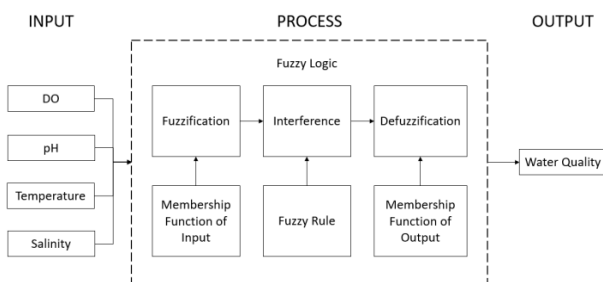 INPUT
PROCESS
OUTPUT
Fuzzy Logic
DO
pH
Temperature
Salinity
Fuzzification
Interference
Defuzzification
Membership
Function of
Input
Fuzzy Rule
Membership
Function of
Output
Water Quality